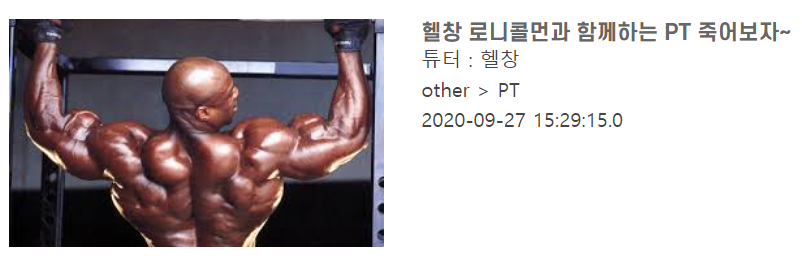 헬창 로니콜먼과 함께하는 PT 죽어보자~
튜터 : 헬창
other > PT
2020-09-27 15:29:15.0